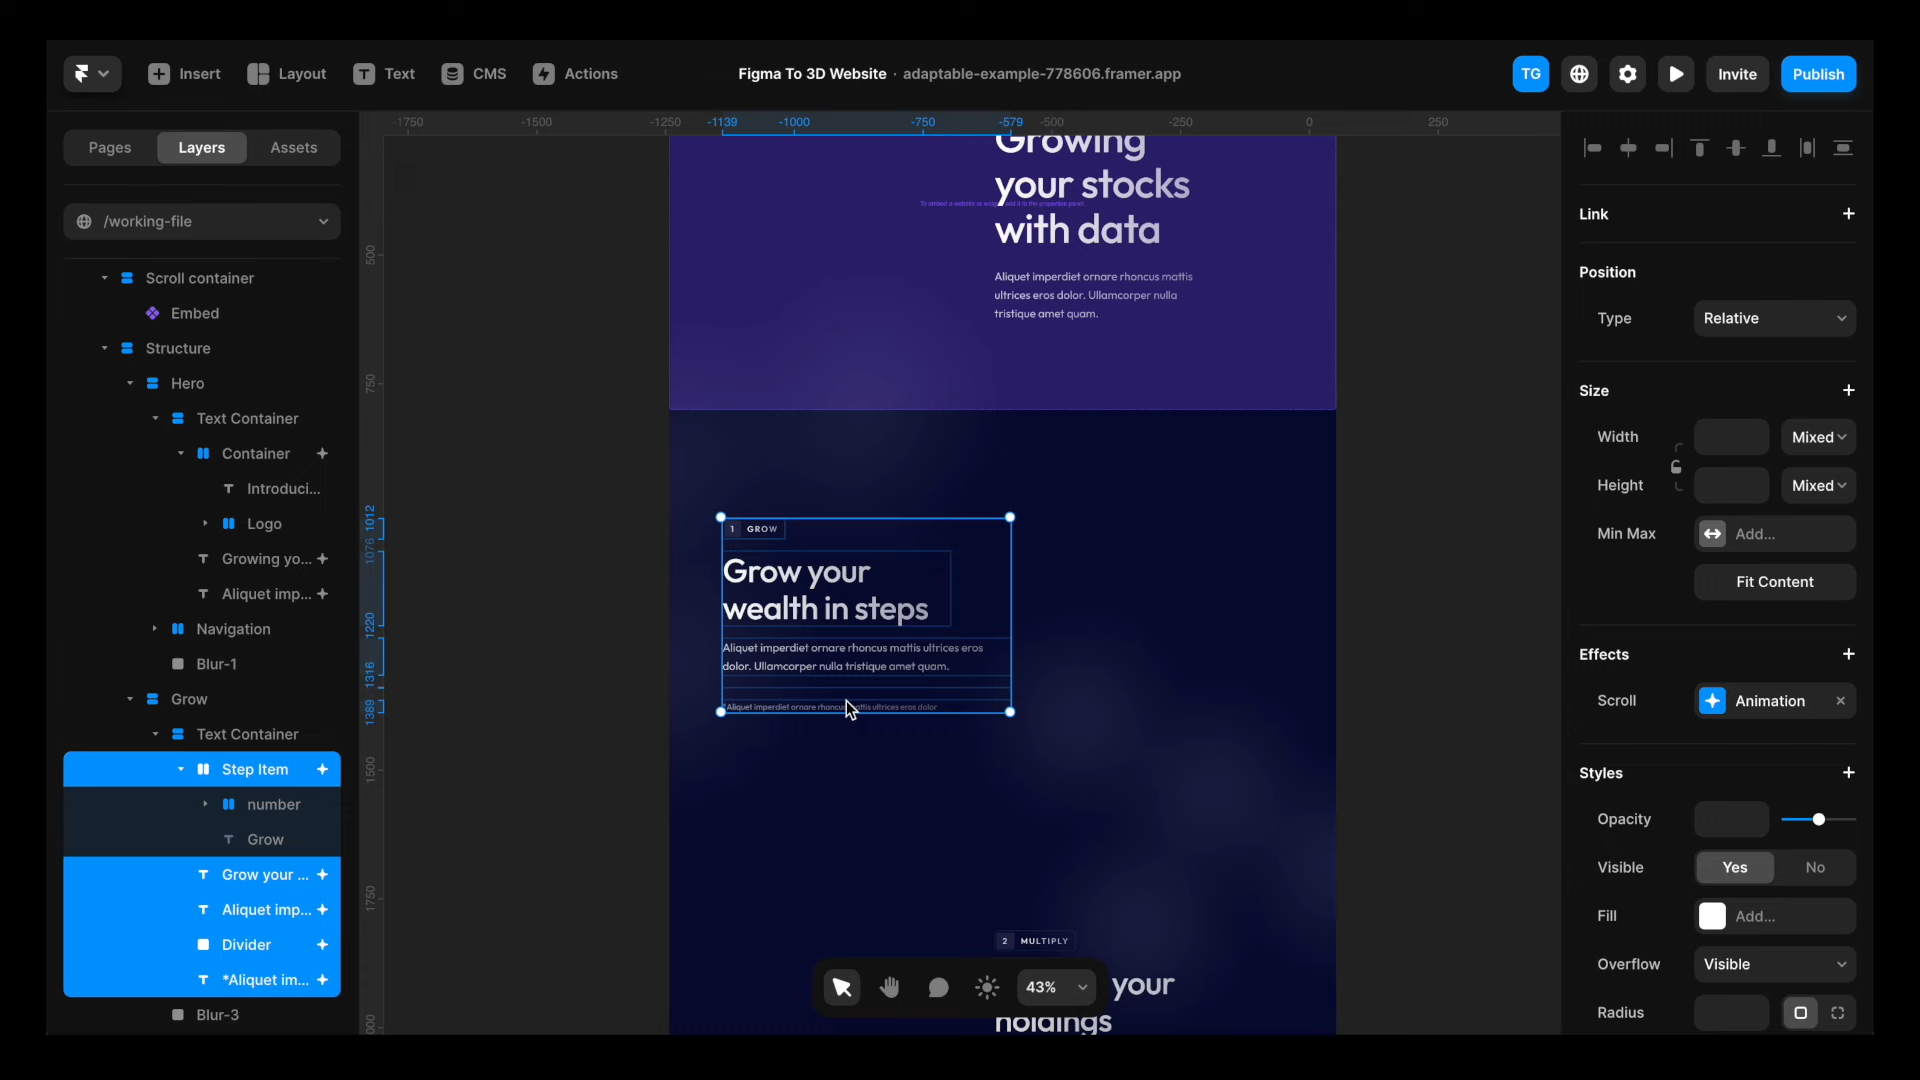 Insert
Layout
Text
CMS
Actions
Figma To 3D Website · adaptable-example-778606.framer.app
TG
Invite
Publish
Pages
Layers
Assets
/working-file
Scroll container
Embed
Structure
Hero
Text Container
Container
Introduci...
Logo
Growing yo...
Aliquet imp...
Navigation
Blur-1
Grow
Text Container
Step Item
number
Grow
Grow your ...
Aliquet imp...
Divider
*Aliquet im...
Blur-3
-1750
-1500
-1250
-1139
-1000
-750
-579
-500
-250
0
250
500
750
1012
1076
1220
1316
1389
1500
1750
Growing
your stocks
with data
To embed a website or widget, add it to the properties panel.
Aliquet imperdiet ornare rhoncus mattis
ultrices eros dolor. Ullamcorper nulla
tristique amet quam.
1 GROW
Grow your
wealth in steps
Aliquet imperdiet ornare rhoncus mattis ultrices eros
dolor. Ullamcorper nulla tristique amet quam.
*Aliquet imperdiet ornare rhoncus mattis ultrices eros dolor
2 MULTIPLY
your
holdings
43%
Link
Position
Type
Relative
Size
Width
Mixed
Height
Mixed
Min Max
Add...
Fit Content
Effects
Scroll
Animation
Styles
Opacity
Visible
Yes
No
Fill
Add...
Overflow
Visible
Radius